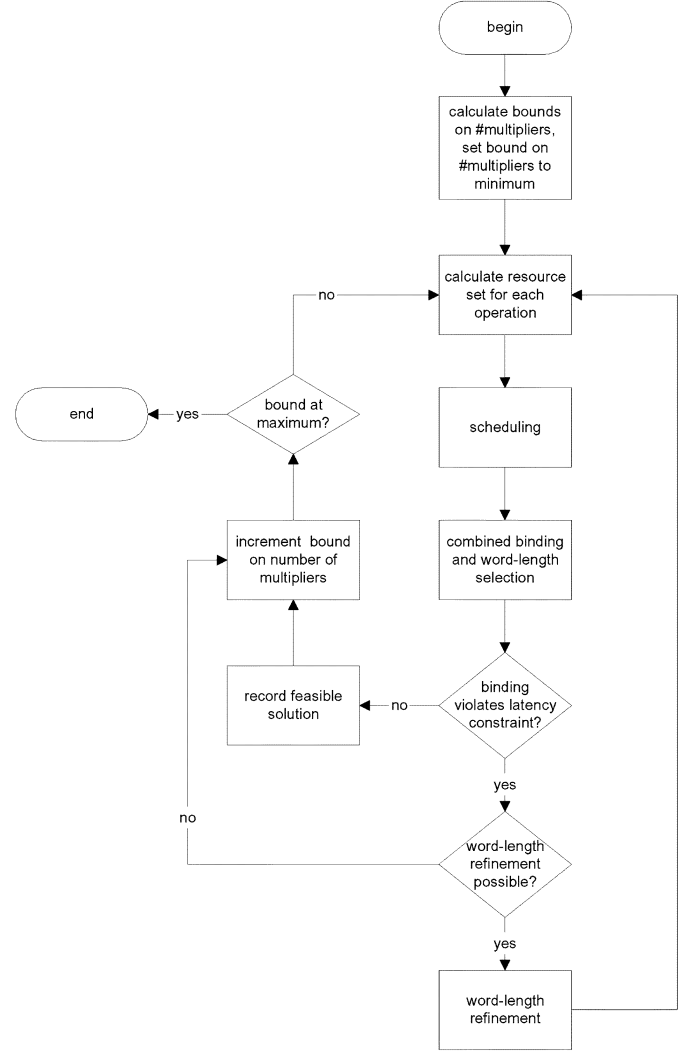 begin
calculate bounds
on #multipliers,
set bound on
#multipliers to
minimum
no
calculate resource
set for each
operation
end
yes
bound at
maximum?
scheduling
increment bound
on number of
multipliers
combined binding
and word-length
selection
record feasible
solution
no
binding
violates latency
constraint?
yes
no
word-length
refinement
possible?
yes
word-length
refinement